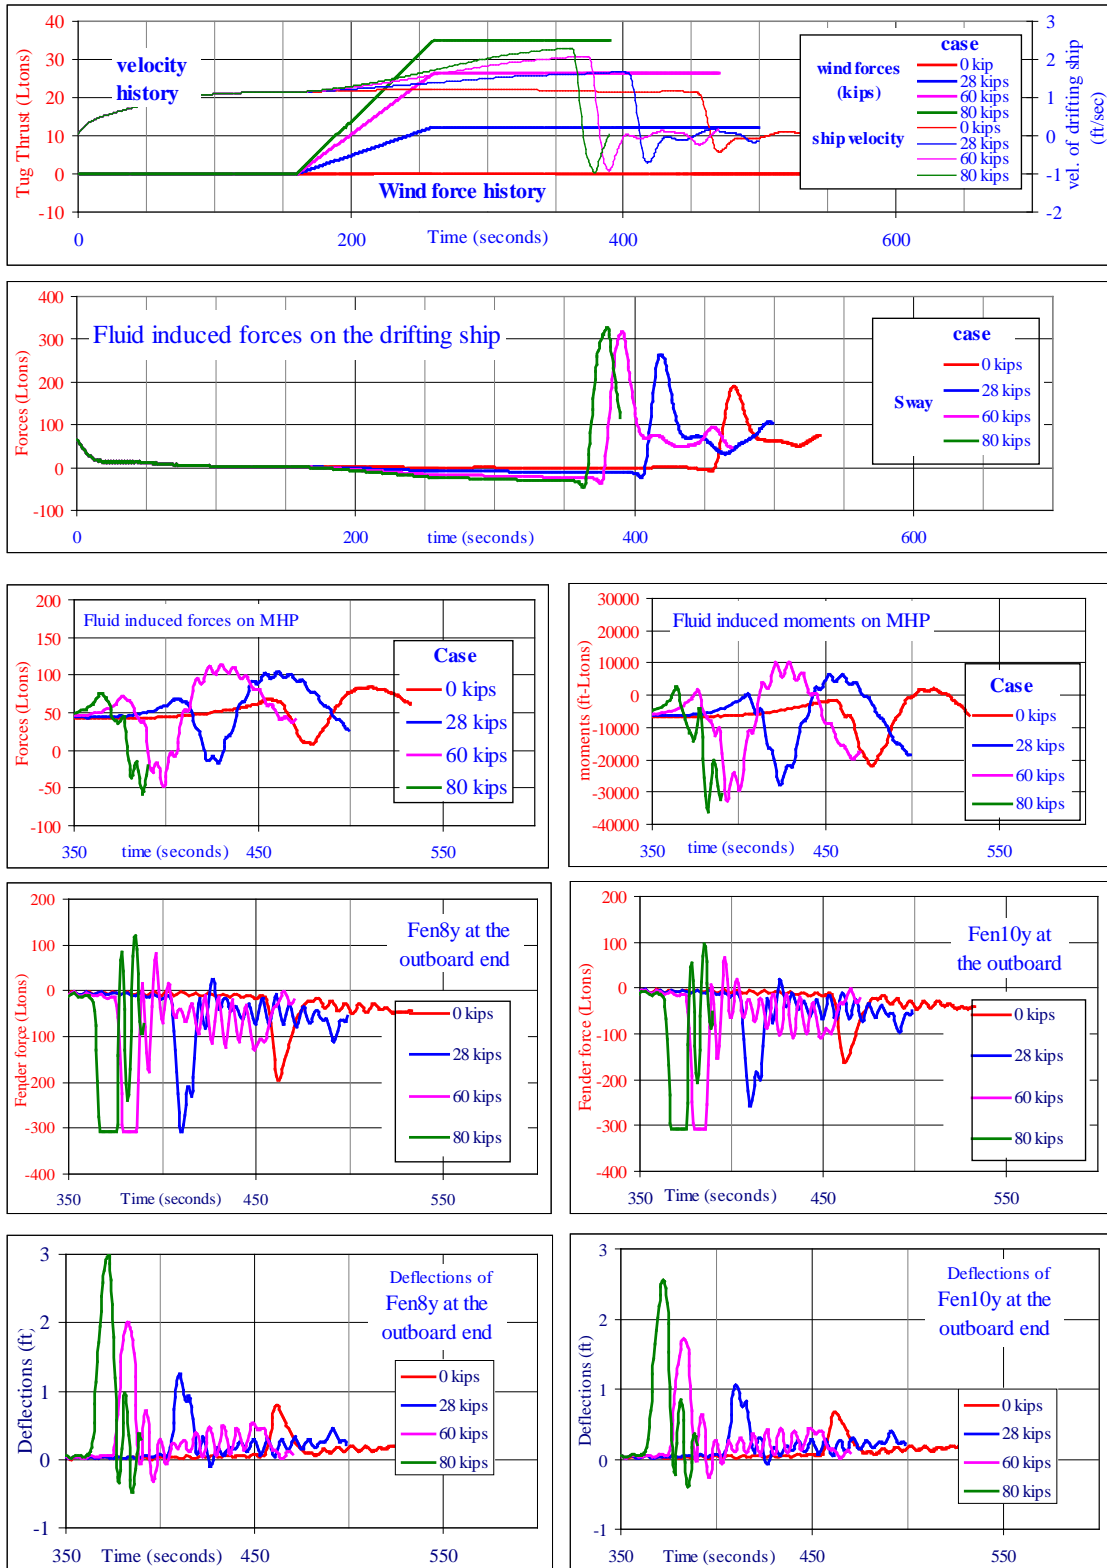 40
30
20
10
0
-10
Tug Thrust (Ltons)
velocity
history
Wind force history
0
200
400
600
Time (seconds)
3
2
1
0
-1
-2
vel. of drifting ship
(ft/sec)
case
wind forces
(kips)
ship velocity
0 kip
28 kips
60 kips
80 kips
0 kips
28 kips
60 kips
80 kips
400
300
200
100
0
-100
Forces (Ltons)
Fluid induced forces on the drifting ship
0
200
400
600
time (seconds)
case
Sway
0 kips
28 kips
60 kips
80 kips
200
150
100
50
0
-50
-100
Forces (Ltons)
Fluid induced forces on MHP
Case
0 kips
28 kips
60 kips
80 kips
350
450
550
time (seconds)
30000
20000
10000
0
-10000
-20000
-30000
-40000
moments (ft-Ltons)
Fluid induced moments on MHP
Case
0 kips
28 kips
60 kips
80 kips
350
450
550
time (seconds)
200
100
0
-100
-200
-300
-400
Fender force (Ltons)
Fen8y at the
outboard end
0 kips
28 kips
60 kips
80 kips
350
450
550
Time (seconds)
200
100
0
-100
-200
-300
-400
Fender force (Ltons)
Fen10y at
the outboard
0 kips
28 kips
60 kips
80 kips
350
450
550
Time (seconds)
3
2
1
0
-1
Deflections (ft)
Deflections of
Fen8y at the
outboard end
0 kips
28 kips
60 kips
80 kips
350
450
550
Time (seconds)
3
2
1
0
-1
Deflections (ft)
Deflections of
Fen10y at the
outboard end
0 kips
28 kips
60 kips
80 kips
350
450
550
Time (seconds)